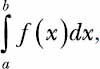 ∫_a^b f(x)dx,